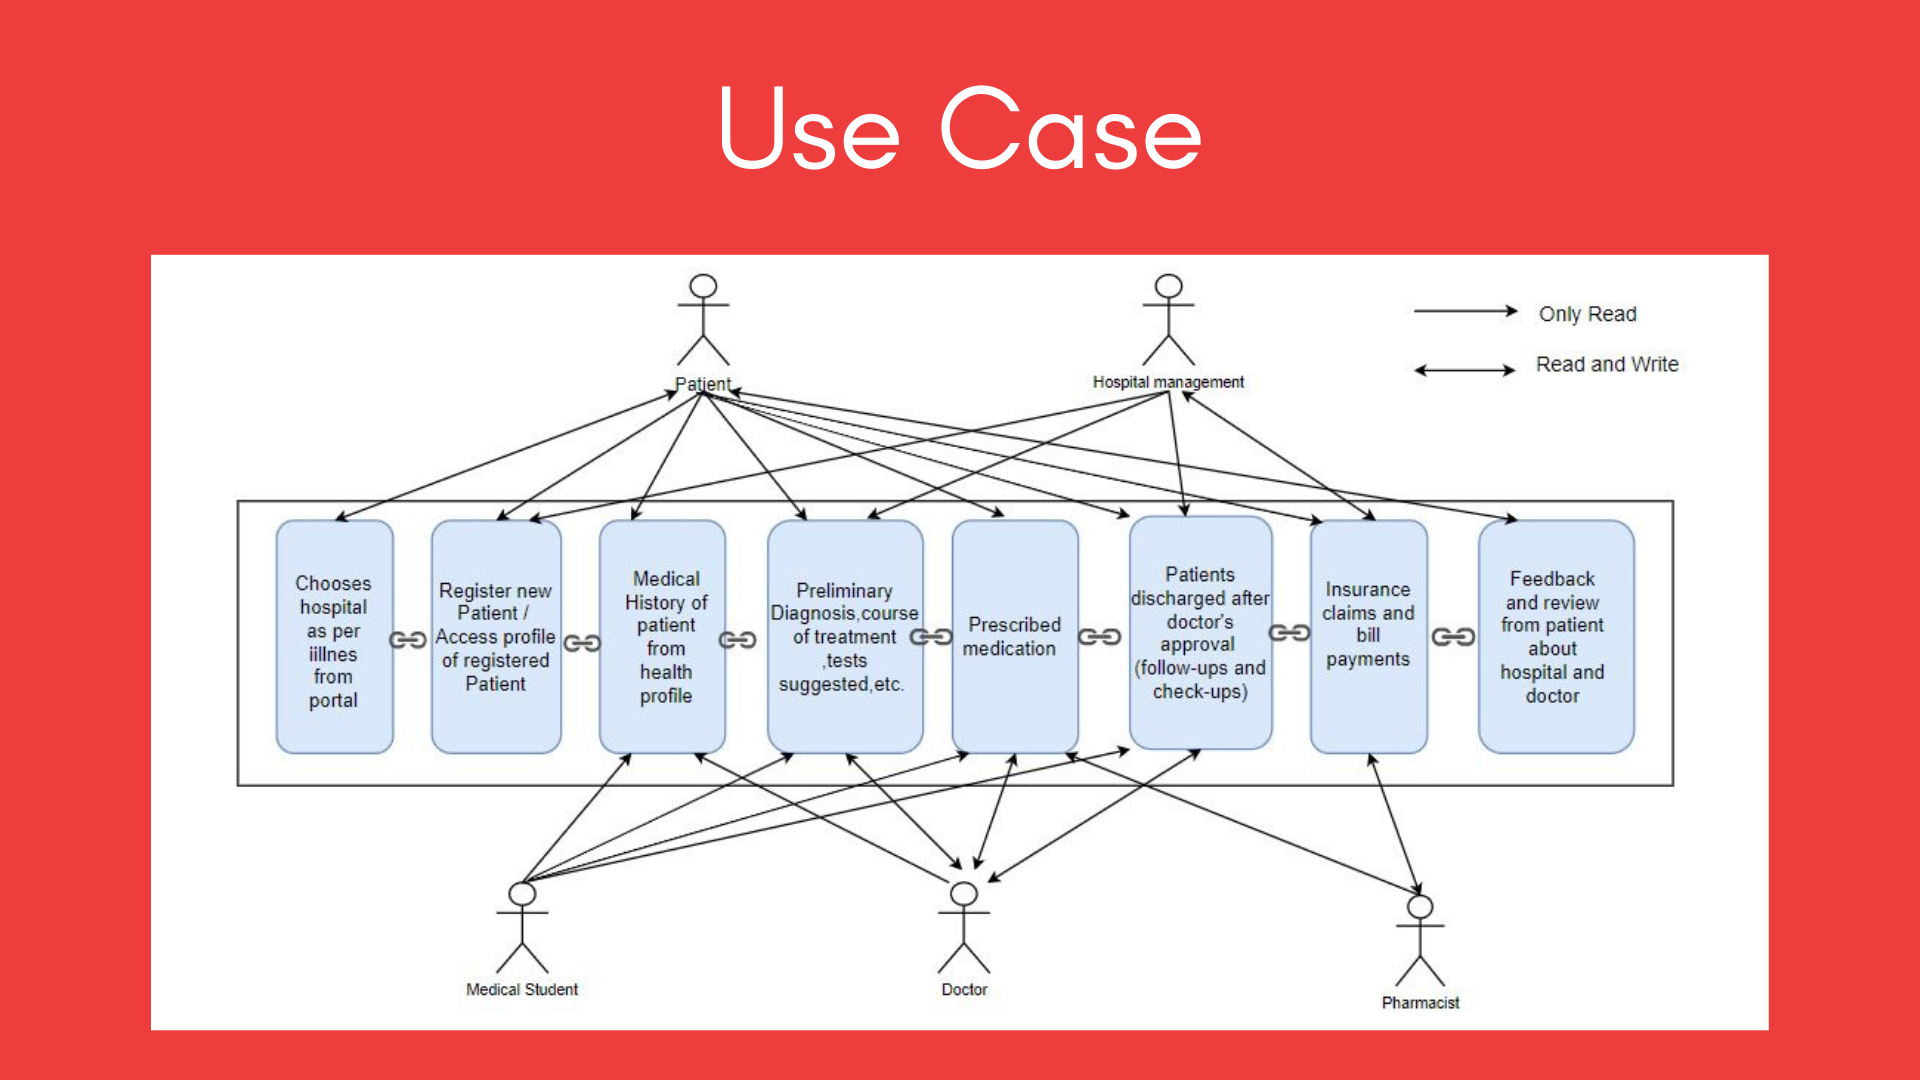 Use Case
Patient
Hospital management
Only Read
Read and Write
Chooses
hospital
as per
iillnes
from
portal
Register new
Patient /
Access profile
of registered
Patient
Medical
History of
patient
from
health
profile
Preliminary
Diagnosis,course
of treatment
,tests
suggested,etc.
Prescribed
medication
Patients
discharged after
doctor's
approval
(follow-ups and
check-ups)
Insurance
claims and
bill
payments
Feedback
and review
from patient
about
hospital and
doctor
Medical Student
Doctor
Pharmacist